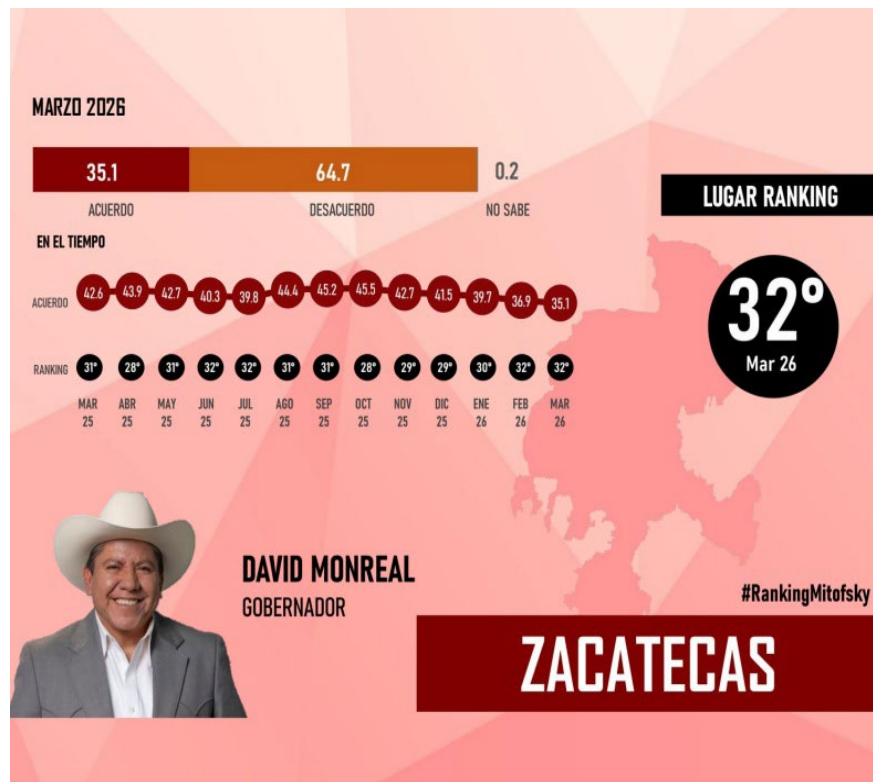 MARZO 2026
35.1 64.7 0.2
ACUERDO DESACUERDO NO SABE
LUGAR RANKING
EN EL TIEMPO
ACUERDO 42.6 43.9 42.7 40.3 39.8 44.4 45.2 45.5 42.7 41.5 39.7 36.9 35.1
32°
Mar 26
RANKING 31° 28° 31° 32° 32° 31° 31° 28° 29° 29° 30° 32° 32°
MAR ABR MAY JUN JUL AGO SEP OCT NOV DIC ENE FEB MAR
25 25 25 25 25 25 25 25 25 25 26 26 26
DAVID MONREAL
GOBERNADOR
#RankingMitofsky
ZACATECAS